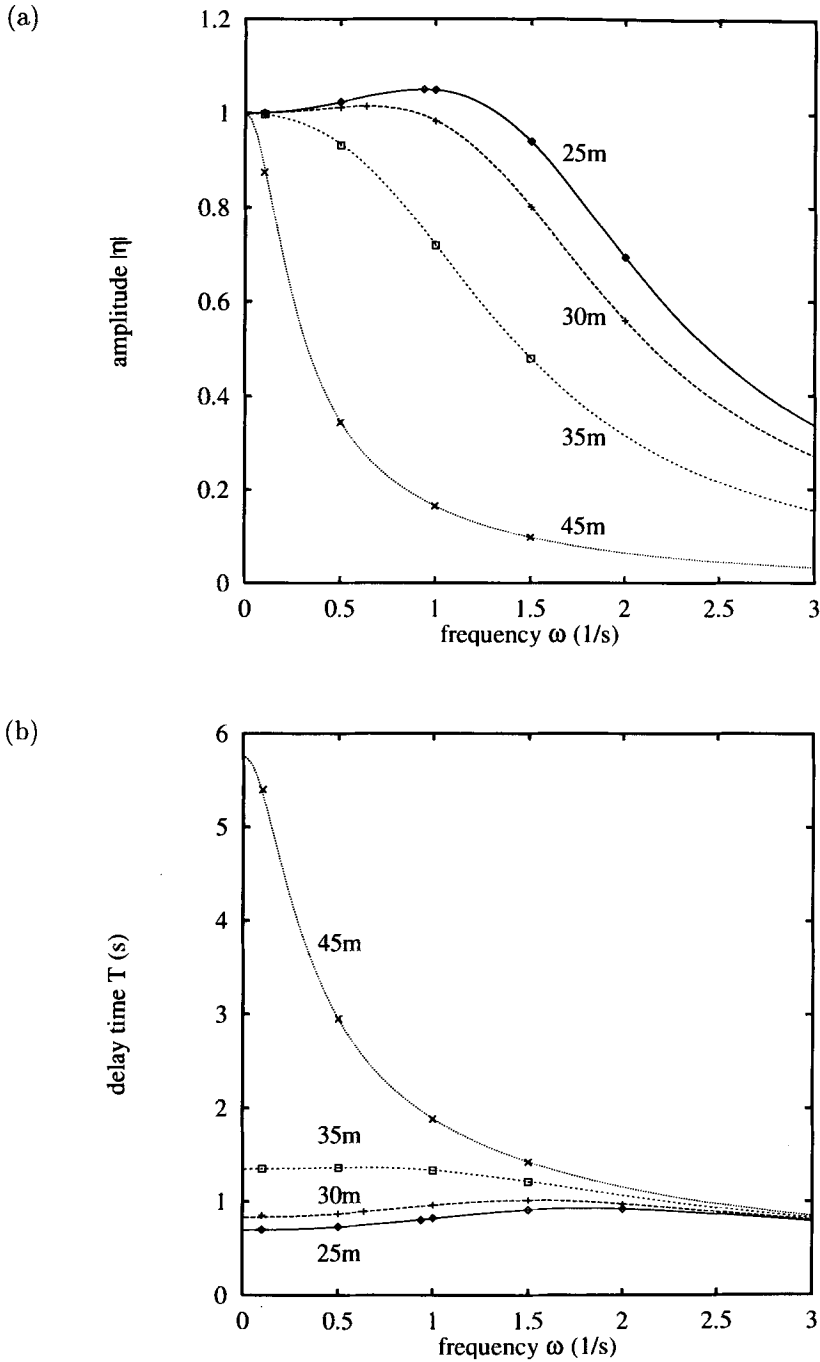 (a)
1.2
1
0.8
0.6
0.4
0.2
0
amplitude |η|
25m
30m
35m
45m
0 0.5 1 1.5 2 2.5 3
frequency ω (1/s)
(b)
6
5
4
3
2
1
0
delay time T (s)
45m
35m
30m
25m
0 0.5 1 1.5 2 2.5 3
frequency ω (1/s)